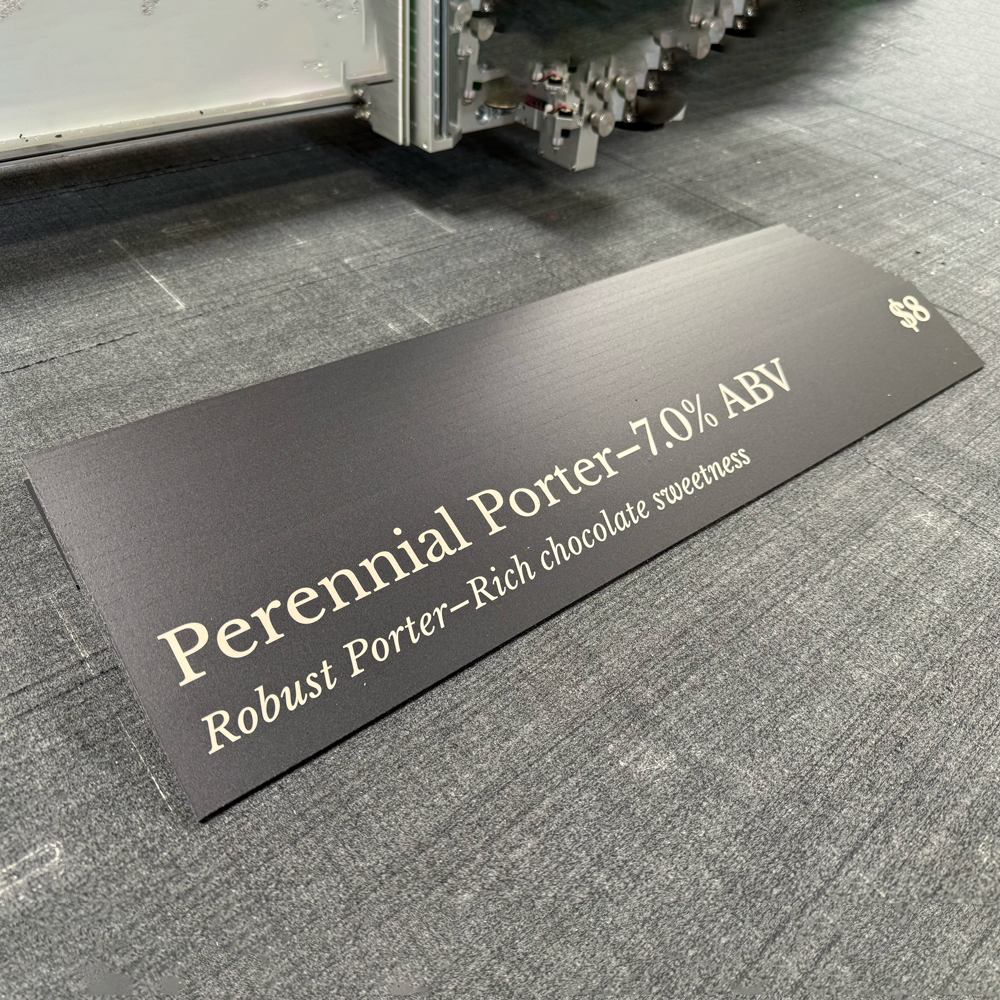 Perennial Porter–7.0% ABV
$8
Robust Porter–Rich chocolate sweetness